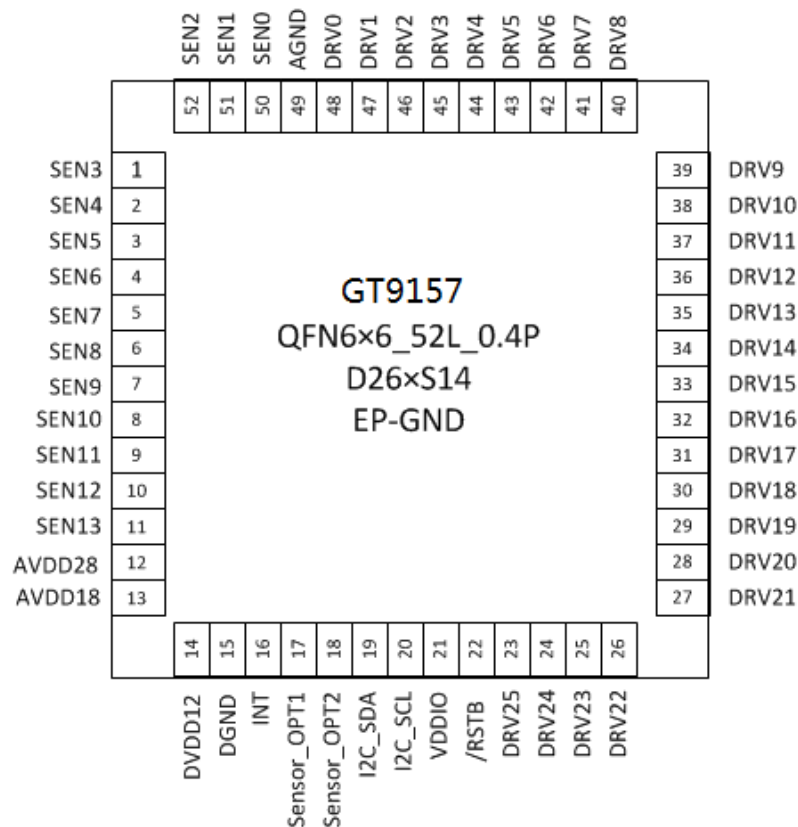 SEN2 SEN1 SEN0 AGND DRV0 DRV1 DRV2 DRV3 DRV4 DRV5 DRV6 DRV7 DRV8
52 51 50 49 48 47 46 45 44 43 42 41 40
SEN3 1 39 DRV9
SEN4 2 38 DRV10
SEN5 3 37 DRV11
SEN6 4 36 DRV12
GT9157
SEN7 5 35 DRV13
QFN6×6_52L_0.4P
SEN8 6 34 DRV14
D26×S14
SEN9 7 33 DRV15
EP-GND
SEN10 8 32 DRV16
SEN11 9 31 DRV17
SEN12 10 30 DRV18
SEN13 11 29 DRV19
AVDD28 12 28 DRV20
AVDD18 13 27 DRV21
14 15 16 17 18 19 20 21 22 23 24 25 26
DVDD12 DGND INT Sensor_OPT1 Sensor_OPT2 I2C_SDA I2C_SCL VDDIO /RSTB DRV25 DRV24 DRV23 DRV22